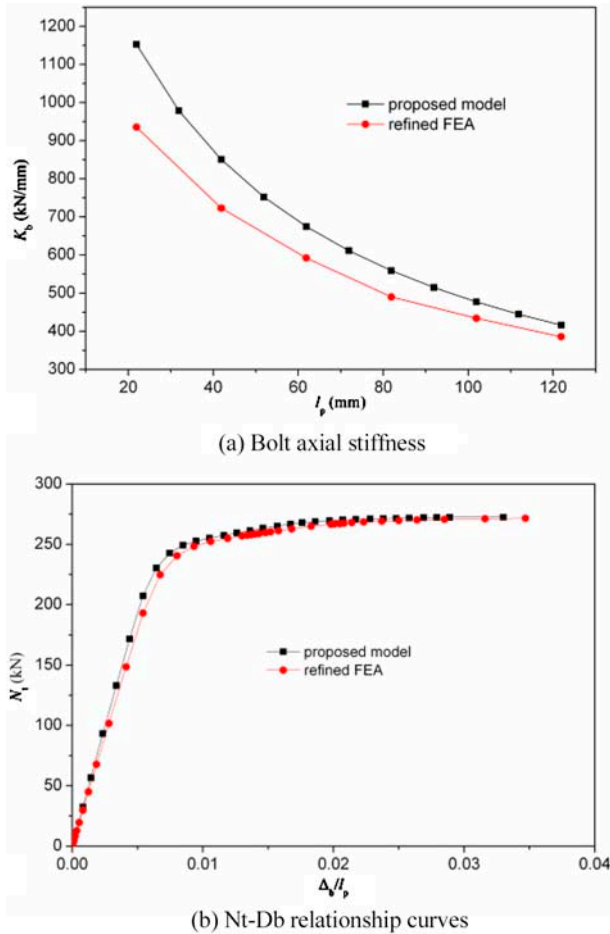 1200
1100
1000
900
800
700
600
500
400
300
K_b (kN/mm)
proposed model
refined FEA
20 40 60 80 100 120
l_p (mm)
(a) Bolt axial stiffness
300
250
200
150
100
50
0
N_t (kN)
proposed model
refined FEA
0.00 0.01 0.02 0.03 0.04
Δ_b/l_p
(b) Nt-Db relationship curves